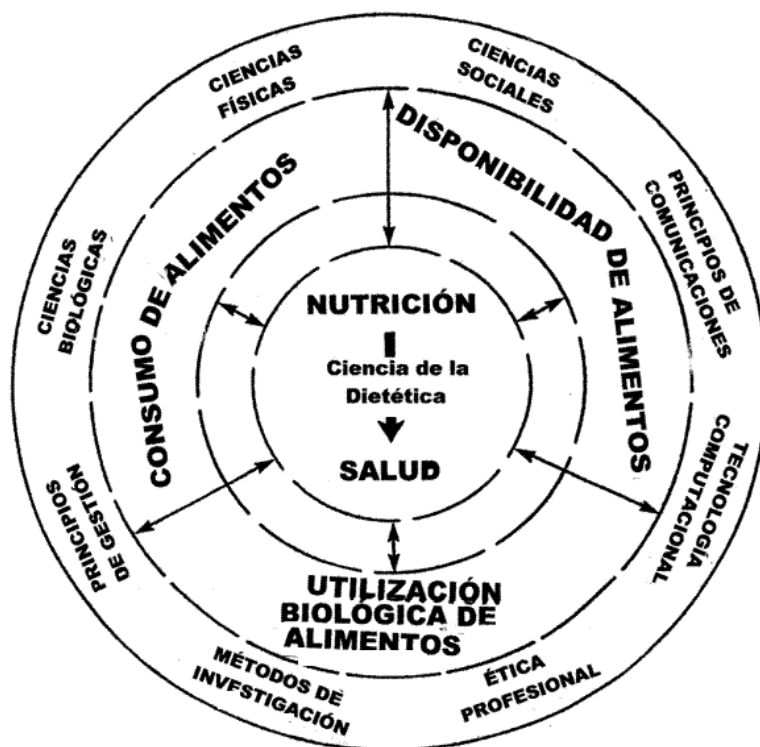 CIENCIAS
FÍSICAS
CIENCIAS
SOCIALES
PRINCIPIOS DE
COMUNICACIONES
TECNOLOGÍA
COMPUTACIONAL
ÉTICA
PROFESIONAL
MÉTODOS DE
INVFSTIGACIÓN
PRINCIPIOS
DE GESTIÓN
CIENCIAS
BIOLÓGICAS
CONSUMO DE ALIMENTOS
DISPONIBILIDAD DE ALIMENTOS
UTILIZACIÓN
BIOLÓGICA DE
ALIMENTOS
NUTRICIÓN
Ciencia de la
Dietética
SALUD